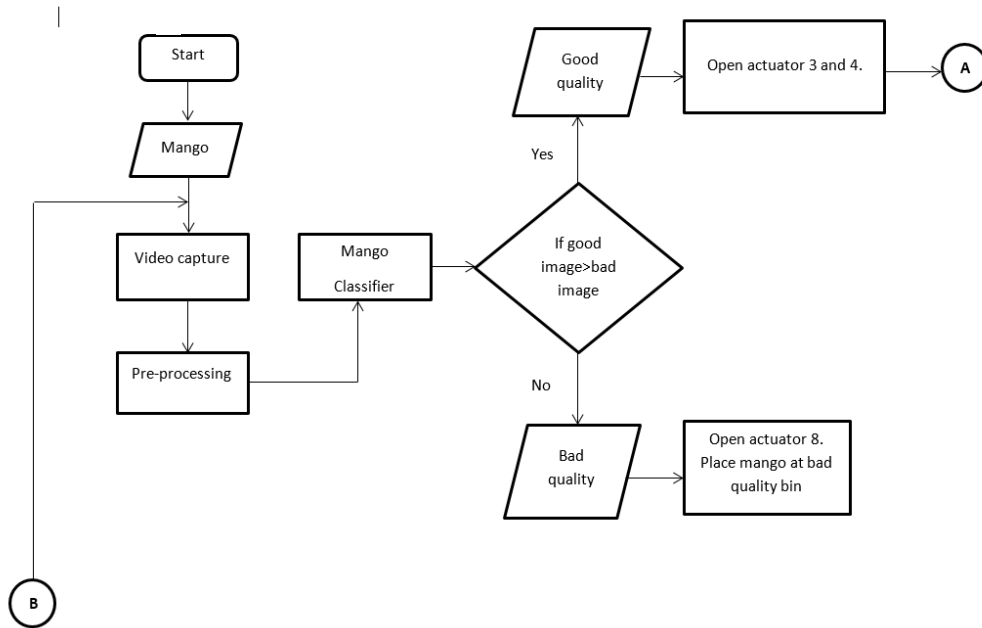 Start
Mango
Video capture
Pre-processing
Mango
Classifier
If good
image>bad
image
Yes
Good
quality
Open actuator 3 and 4.
A
No
Bad
quality
Open actuator 8.
Place mango at bad
quality bin
B